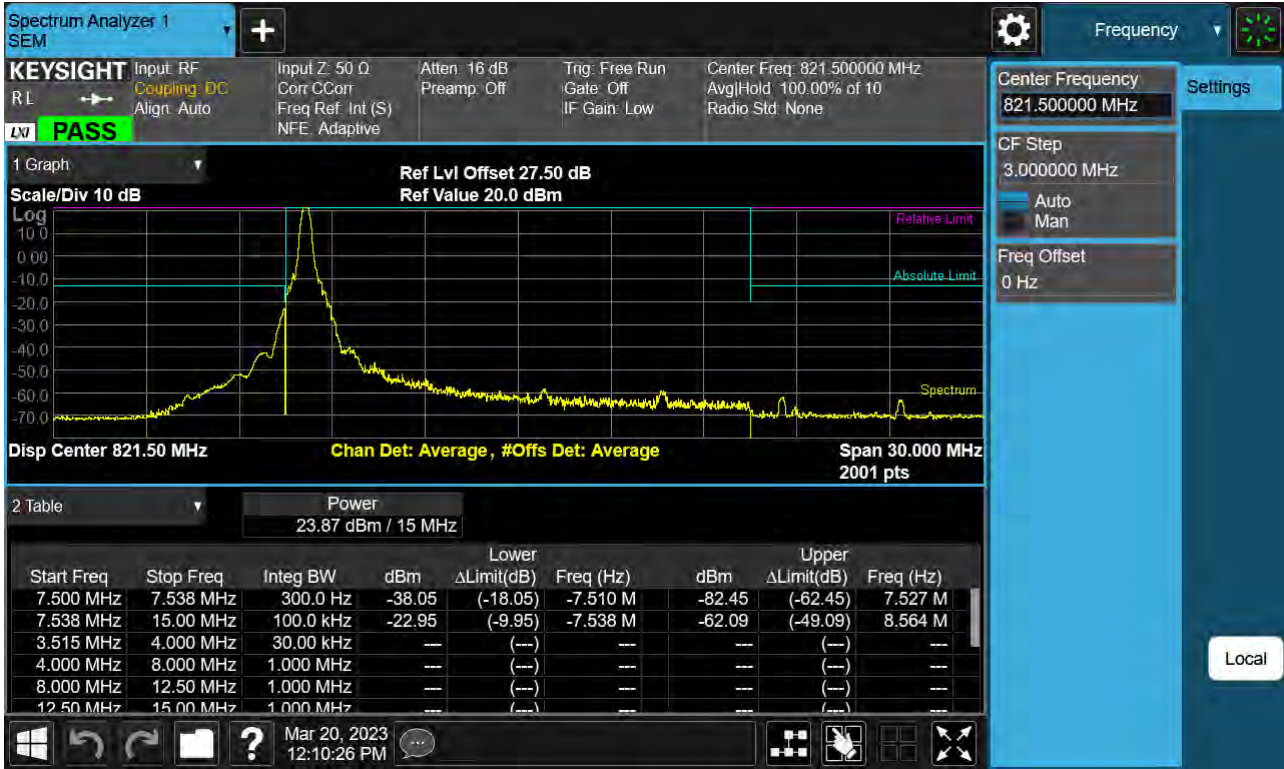 Spectrum Analyzer 1
SEM
+
Frequency
KEYSIGHT
R L
LXI PASS
Input: RF
Coupling: DC
Align: Auto
Input Z: 50 Ω
Corr CCorr
Freq Ref: Int (S)
NFE: Adaptive
Atten: 16 dB
Preamp: Off
Trig: Free Run
Gate: Off
IF Gain: Low
Center Freq: 821.500000 MHz
Avg|Hold: 100.00% of 10
Radio Std: None
Center Frequency
821.500000 MHz
Settings
CF Step
3.000000 MHz
Auto
Man
Freq Offset
0 Hz
Local
1 Graph
Scale/Div 10 dB
Ref Lvl Offset 27.50 dB
Ref Value 20.0 dBm
Log
10.0
0.00
-10.0
-20.0
-30.0
-40.0
-50.0
-60.0
-70.0
Relative Limit
Absolute Limit
Spectrum
Disp Center 821.50 MHz
Chan Det: Average, #Offs Det: Average
Span 30.000 MHz
2001 pts
2 Table
Power
23.87 dBm / 15 MHz
Lower Upper
Start Freq Stop Freq Integ BW dBm ΔLimit(dB) Freq (Hz) dBm ΔLimit(dB) Freq (Hz)
7.500 MHz 7.538 MHz 300.0 Hz -38.05 (-18.05) -7.510 M -82.45 (-62.45) 7.527 M
7.538 MHz 15.00 MHz 100.0 kHz -22.95 (-9.95) -7.538 M -62.09 (-49.09) 8.564 M
3.515 MHz 4.000 MHz 30.00 kHz --- (---) --- --- (---) ---
4.000 MHz 8.000 MHz 1.000 MHz --- (---) --- --- (---) ---
8.000 MHz 12.50 MHz 1.000 MHz --- (---) --- --- (---) ---
12.50 MHz 15.00 MHz 1.000 MHz --- (---) --- --- (---) ---
?
Mar 20, 2023
12:10:26 PM